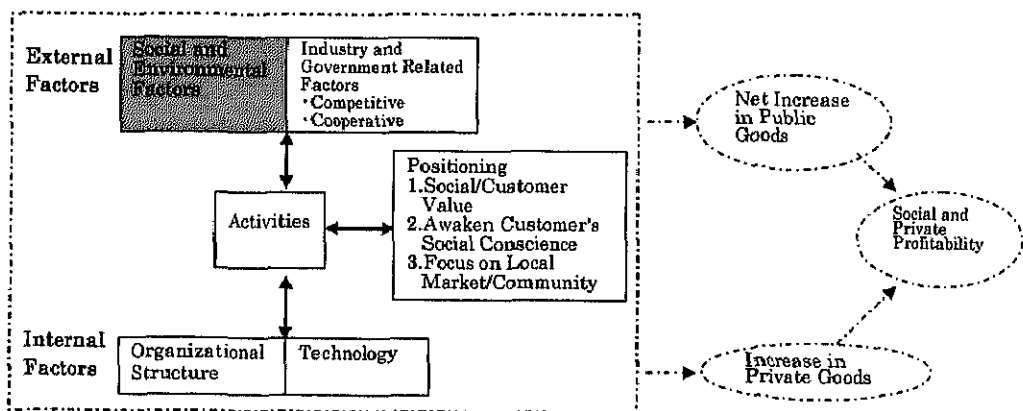 External
Factors
Social and
Environmental
Factors
Industry and
Government Related
Factors
・Competitive
・Cooperative
Activities
Positioning
1.Social/Customer
Value
2.Awaken Customer's
Social Conscience
3.Focus on Local
Market/Community
Internal
Factors
Organizational
Structure
Technology
Net Increase
in Public
Goods
Social and
Private
Profitability
Increase in
Private Goods